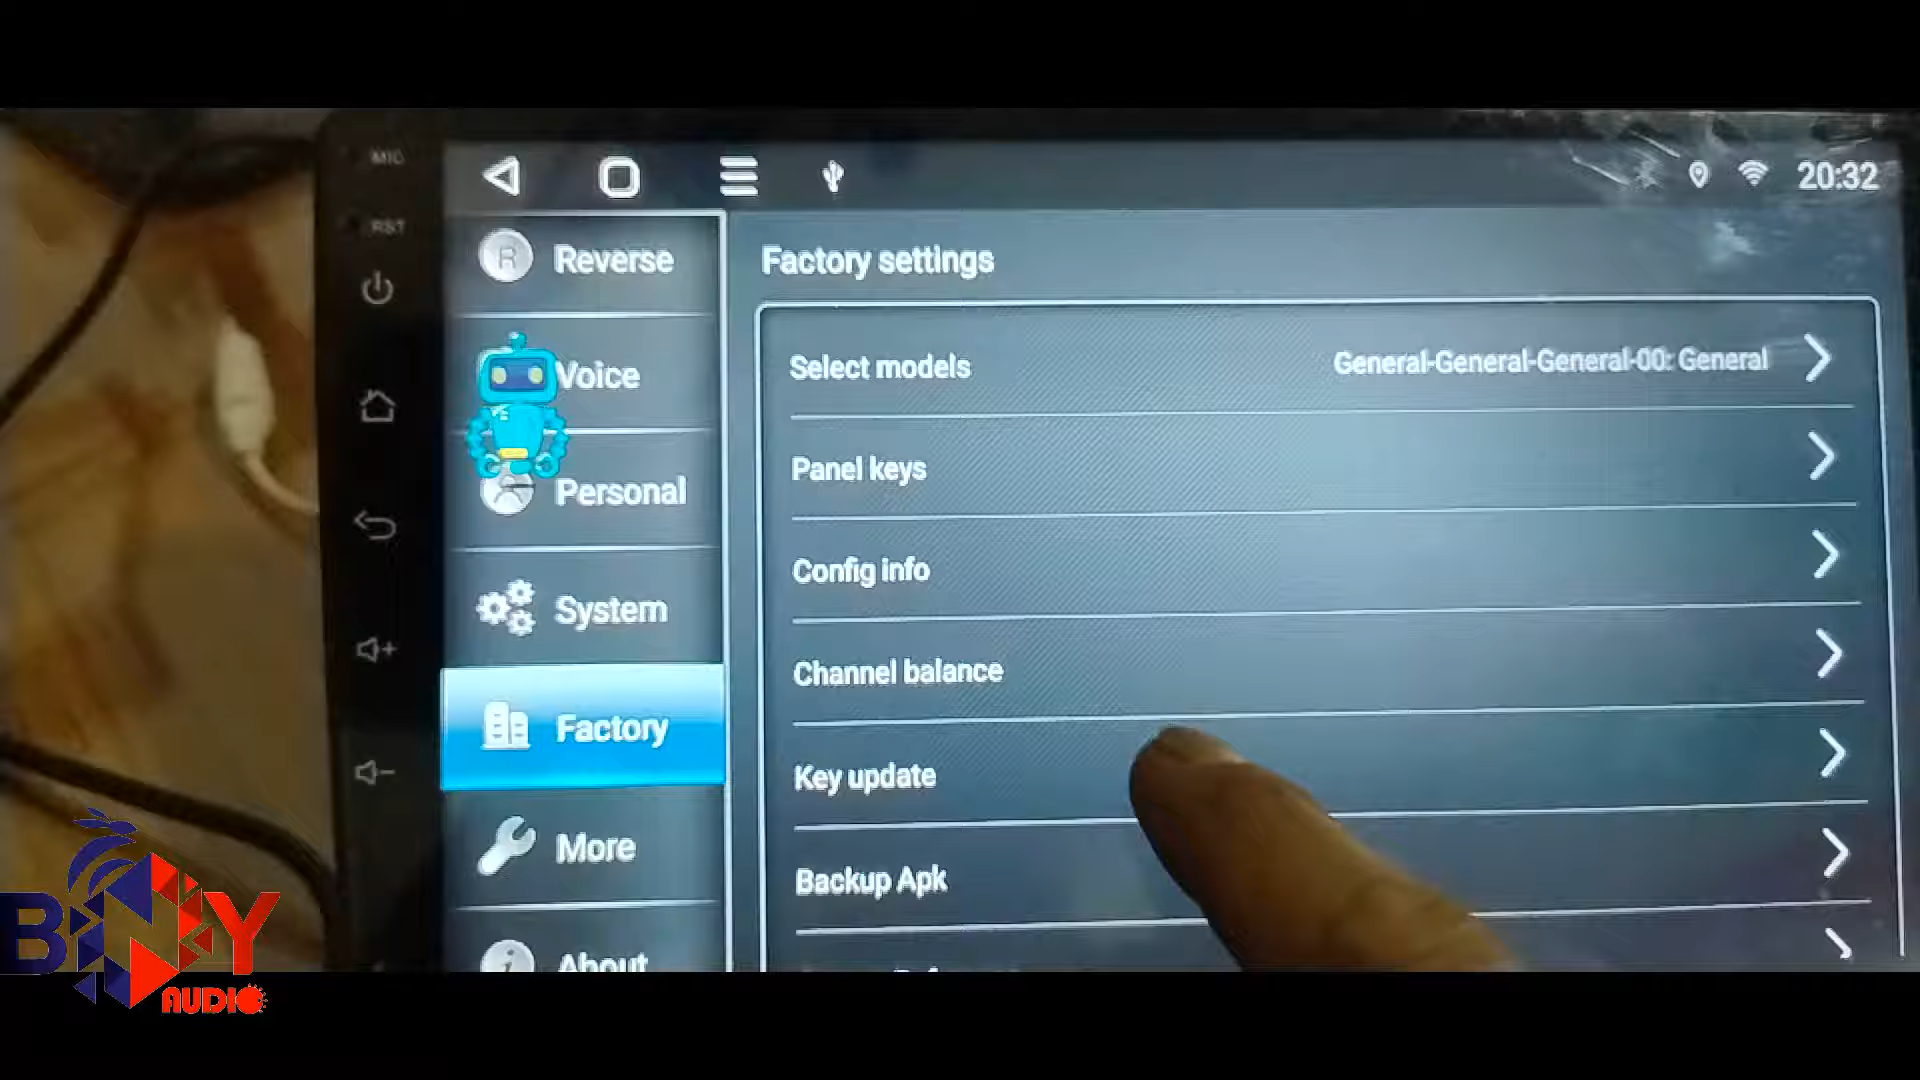 MIC
20:32
RST
Reverse
Factory settings
Voice
Select models
General-General-General-00: General
Personal
Panel keys
System
Config info
Channel balance
Factory
Key update
More
Backup Apk
About
BNY
AUDIO